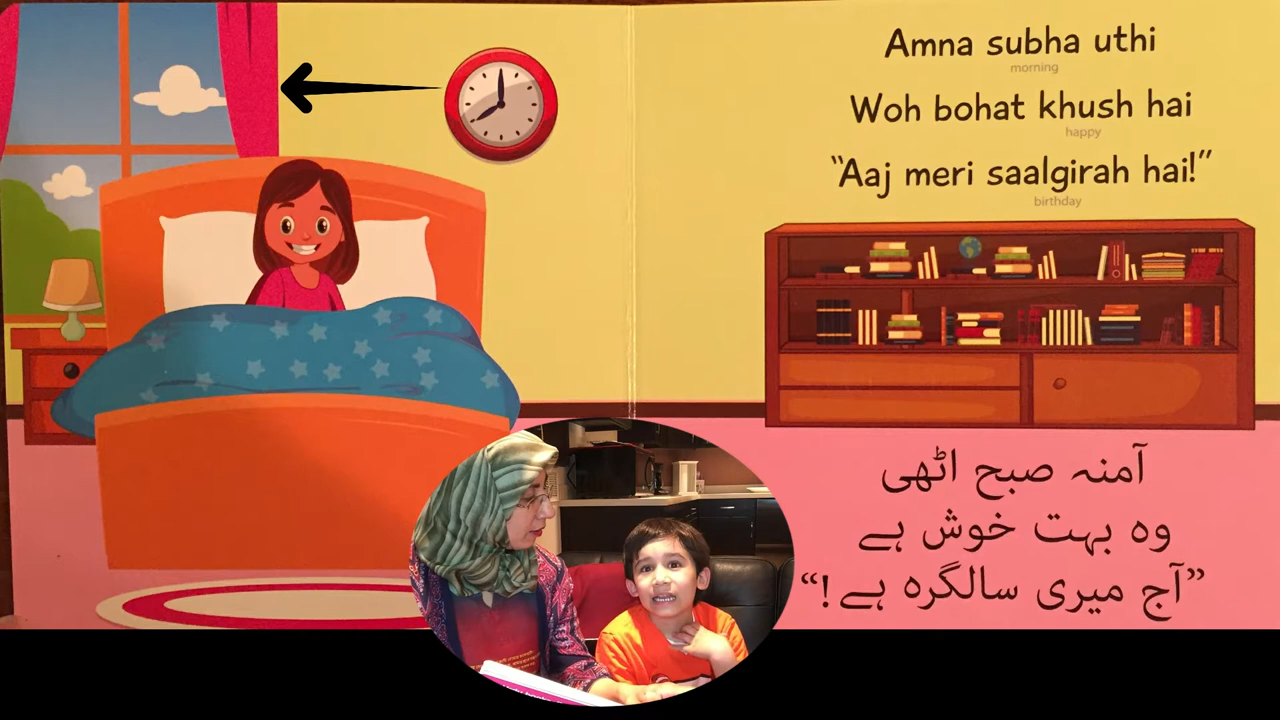 Amna subha uthi
morning
Woh bohat khush hai
happy
“Aaj meri saalgirah hai!”
birthday
آمنہ صبح اٹھی
وہ بہت خوش ہے
”آج میری سالگرہ ہے!“